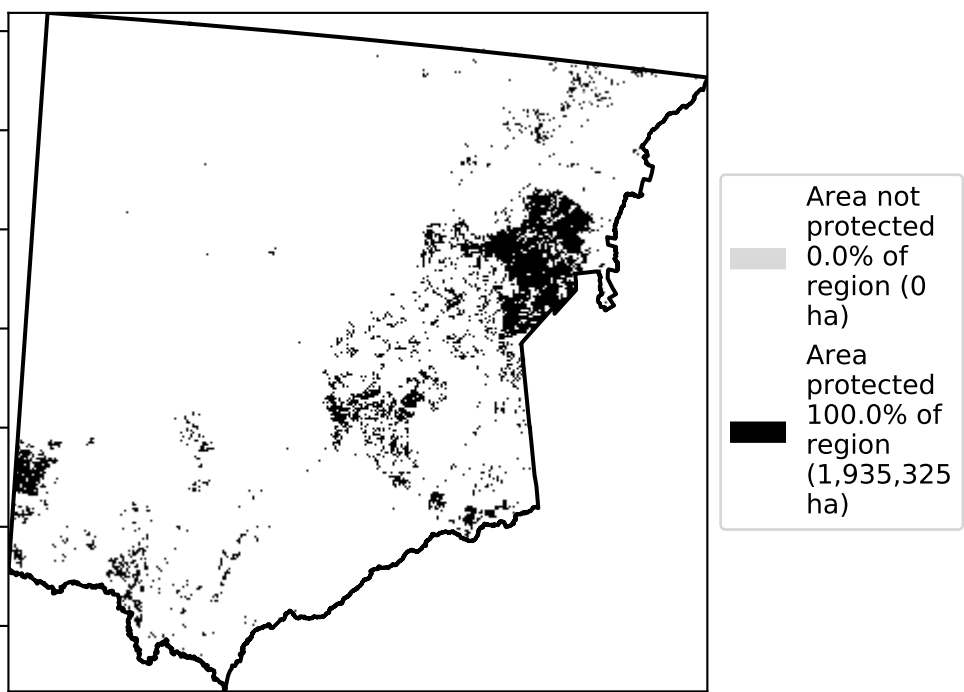 Area not
protected
0.0% of
region (0
ha)
Area
protected
100.0% of
region
(1,935,325
ha)